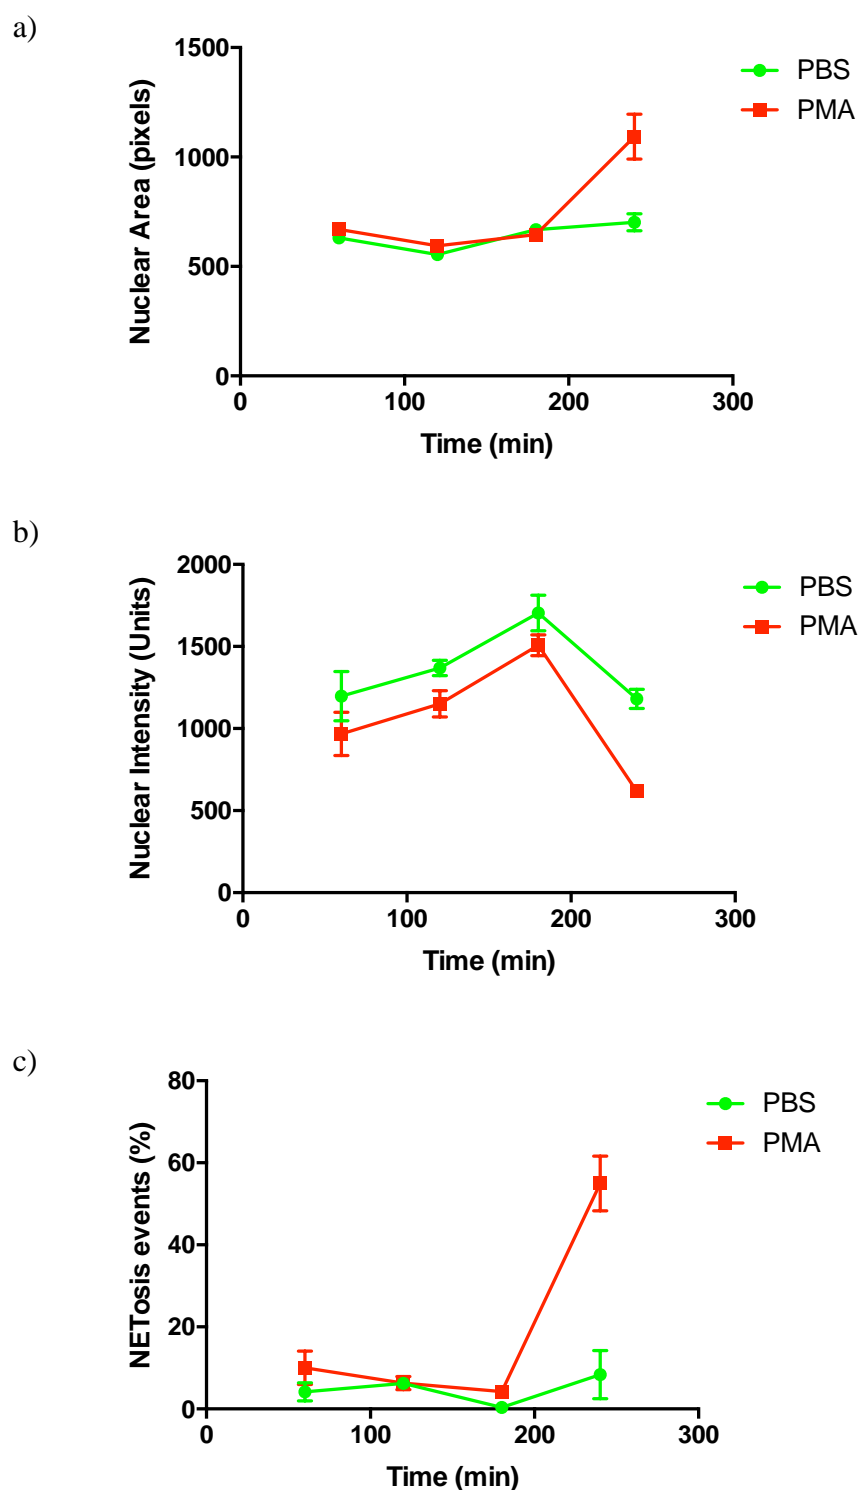 a)
1500
1000
500
0
Nuclear Area (pixels)
0 100 200 300
Time (min)
PBS
PMA
b)
2000
1500
1000
500
0
Nuclear Intensity (Units)
0 100 200 300
Time (min)
PBS
PMA
c)
80
60
40
20
0
NETosis events (%)
0 100 200 300
Time (min)
PBS
PMA